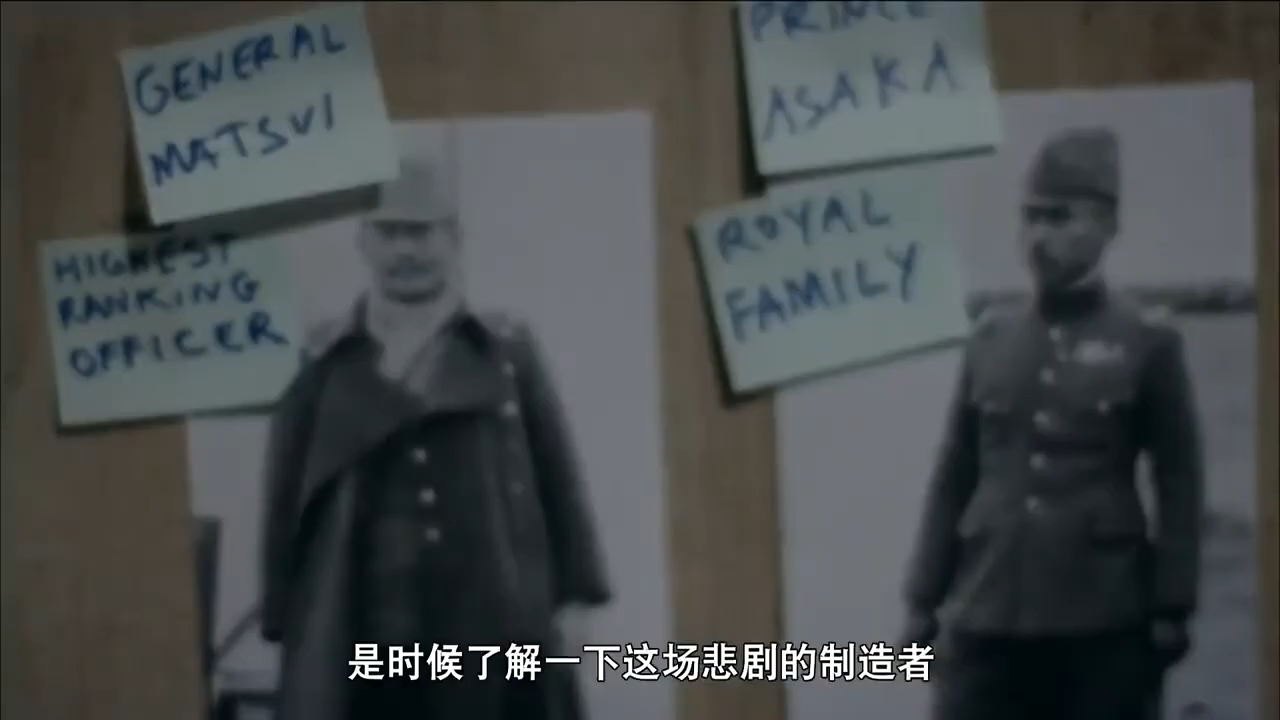 GENERAL
MATSUI
HIGHEST
RANKING
OFFICER
PRINCE
ASAKA
ROYAL
FAMILY
是时候了解一下这场悲剧的制造者